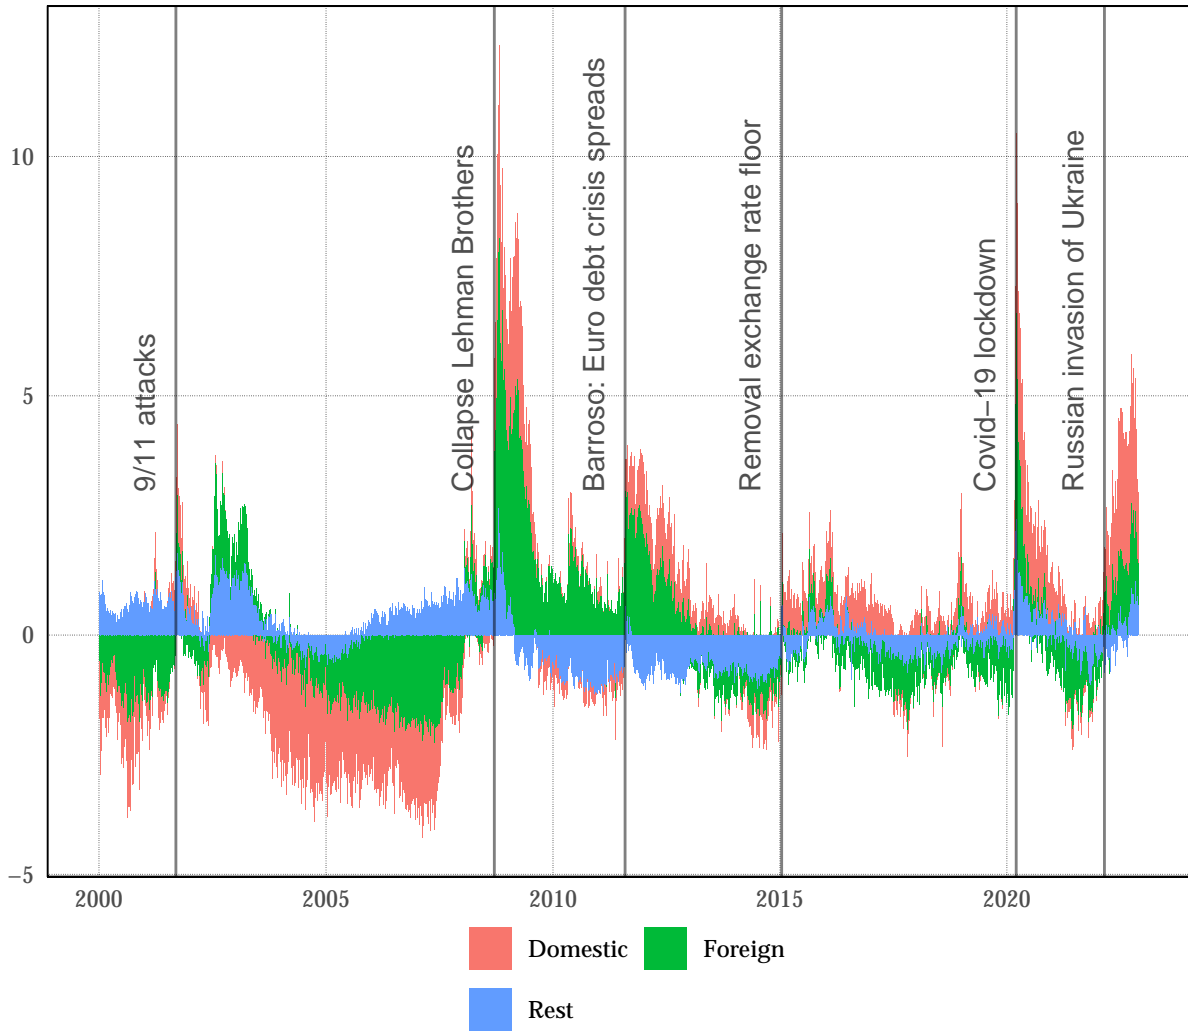 10
5
0
−5
9/11 attacks
Collapse Lehman Brothers
Barroso: Euro debt crisis spreads
Removal exchange rate floor
Covid−19 lockdown
Russian invasion of Ukraine
2000 2005 2010 2015 2020
Domestic Foreign
Rest